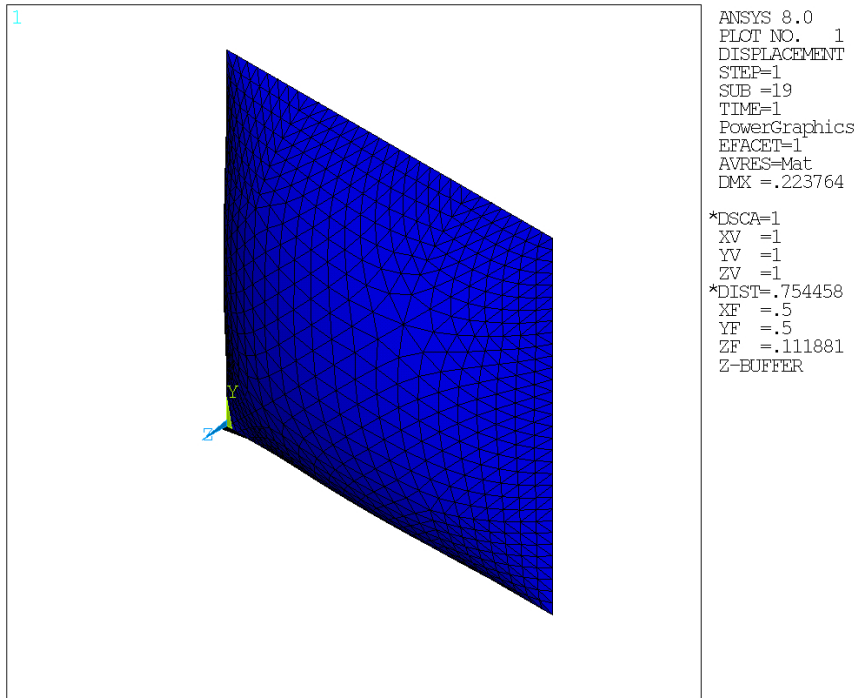 1
ANSYS 8.0
PLOT NO. 1
DISPLACEMENT
STEP=1
SUB =19
TIME=1
PowerGraphics
EFACET=1
AVRES=Mat
DMX =.223764
*DSCA=1
XV =1
YV =1
ZV =1
*DIST=.754458
XF =.5
YF =.5
ZF =.111881
Z-BUFFER
Y
Z